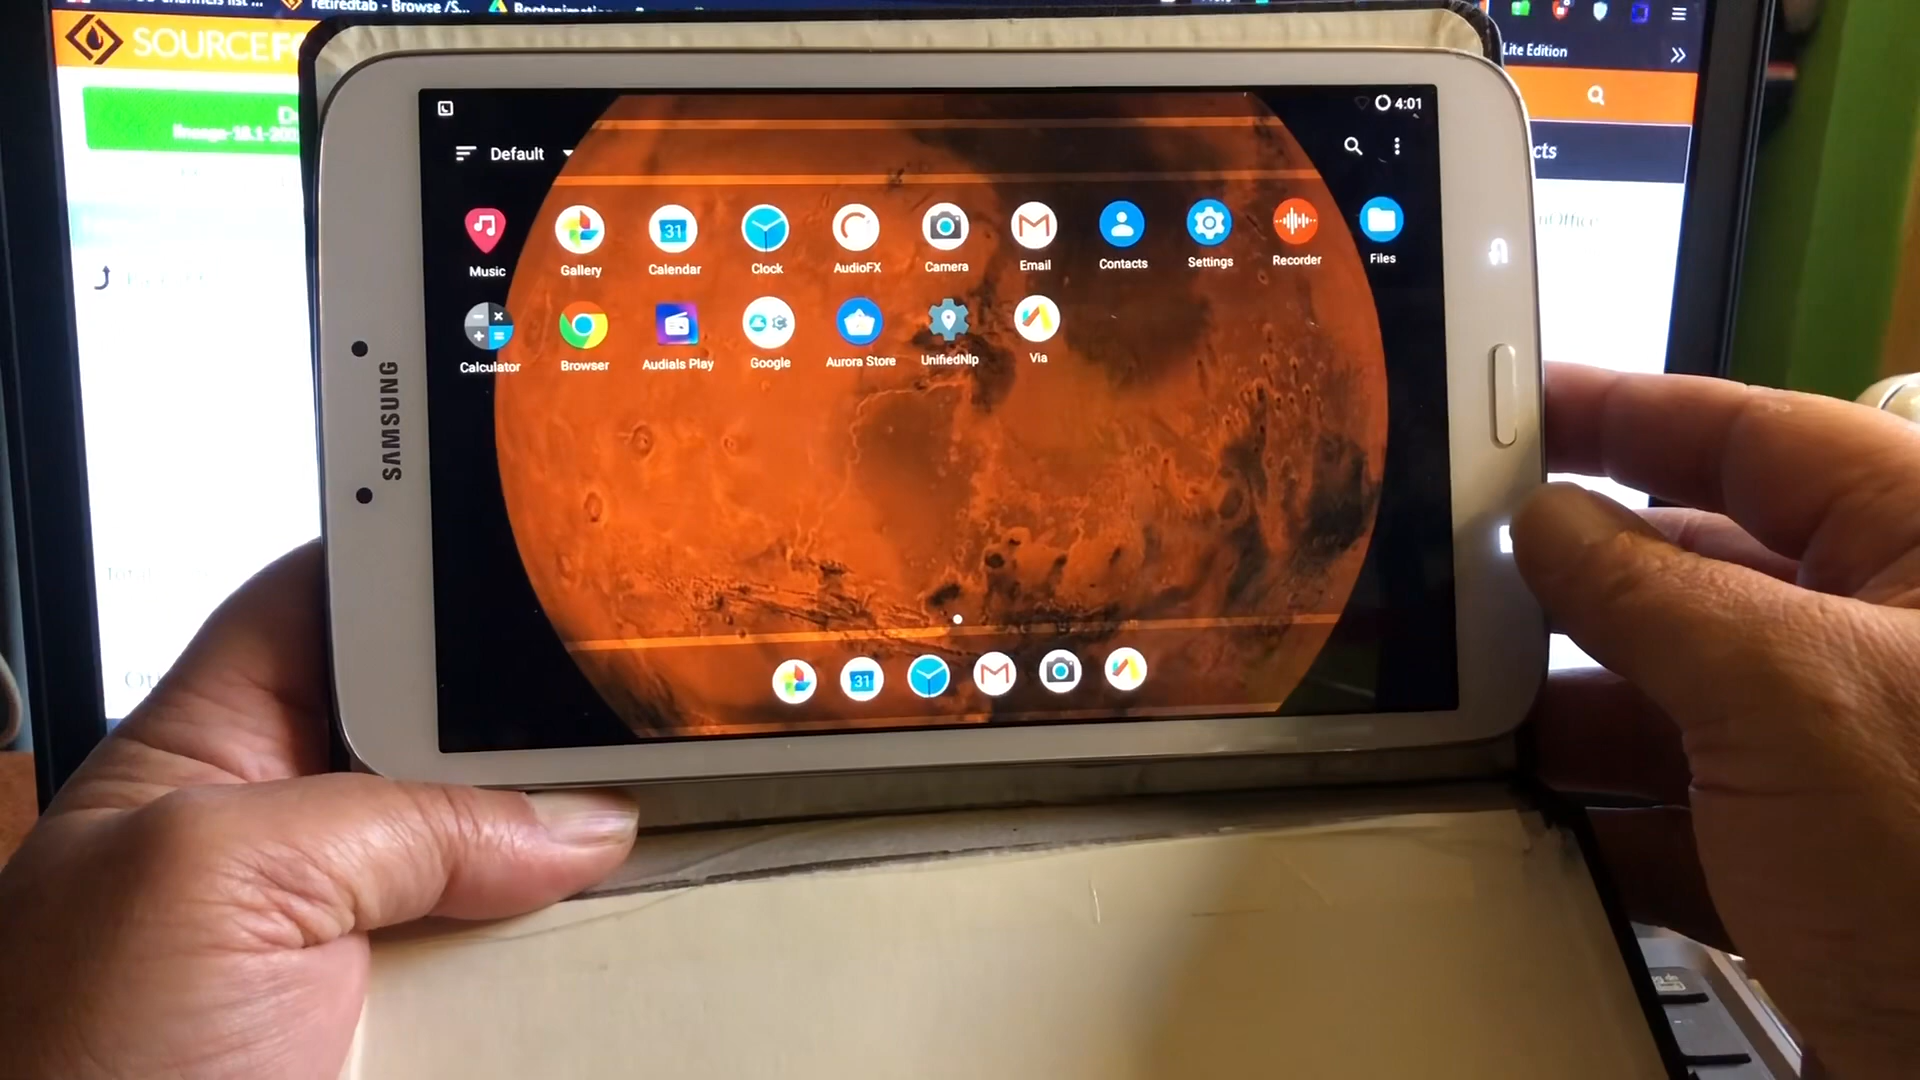 retiredtab - Browse /S...
SOURCEF
Lite Edition
4:01
Default
Music
Gallery
31
Calendar
Clock
AudioFX
Camera
Email
Contacts
Settings
Recorder
Files
Calculator
Browser
Audials Play
Google
Aurora Store
UnifiedNlp
Via
31
SAMSUNG